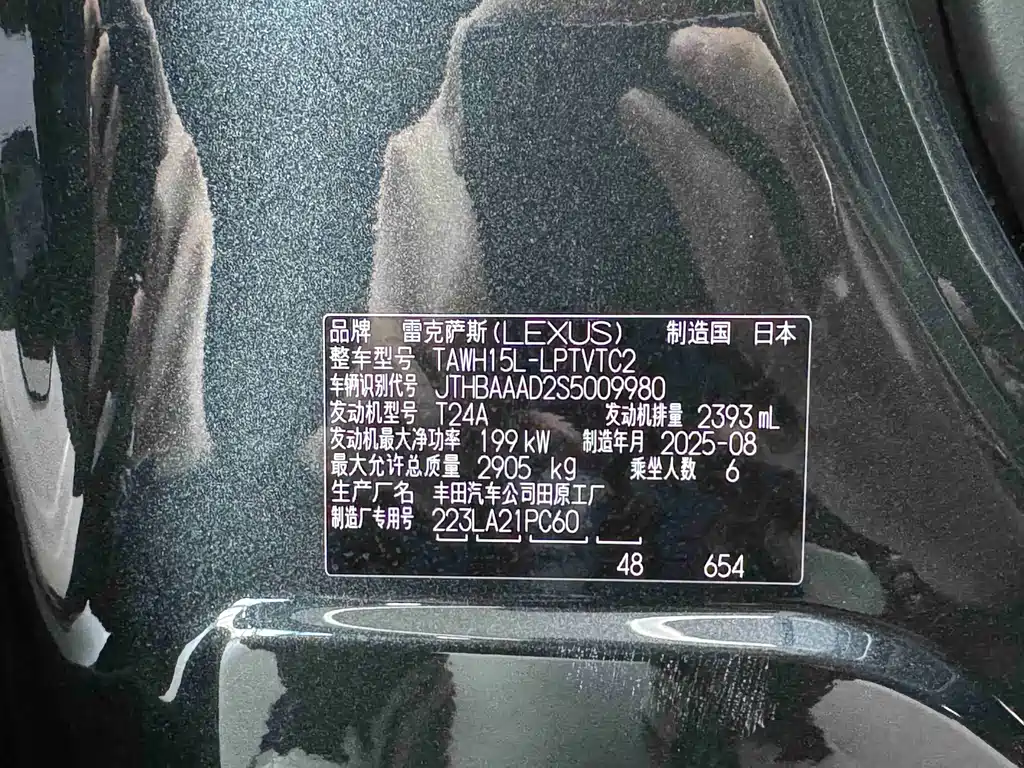 品牌 雷克萨斯(LEXUS) 制造国 日本
整车型号 TAWH15L-LPTVTC2
车辆识别代号 JTHBAAAD2S5009980
发动机型号 T24A 发动机排量 2393 mL
发动机最大净功率 199 kW 制造年月 2025-08
最大允许总质量 2905 kg 乘坐人数 6
生产厂名 丰田汽车公司田原工厂
制造厂专用号 223LA21PC60
48 654